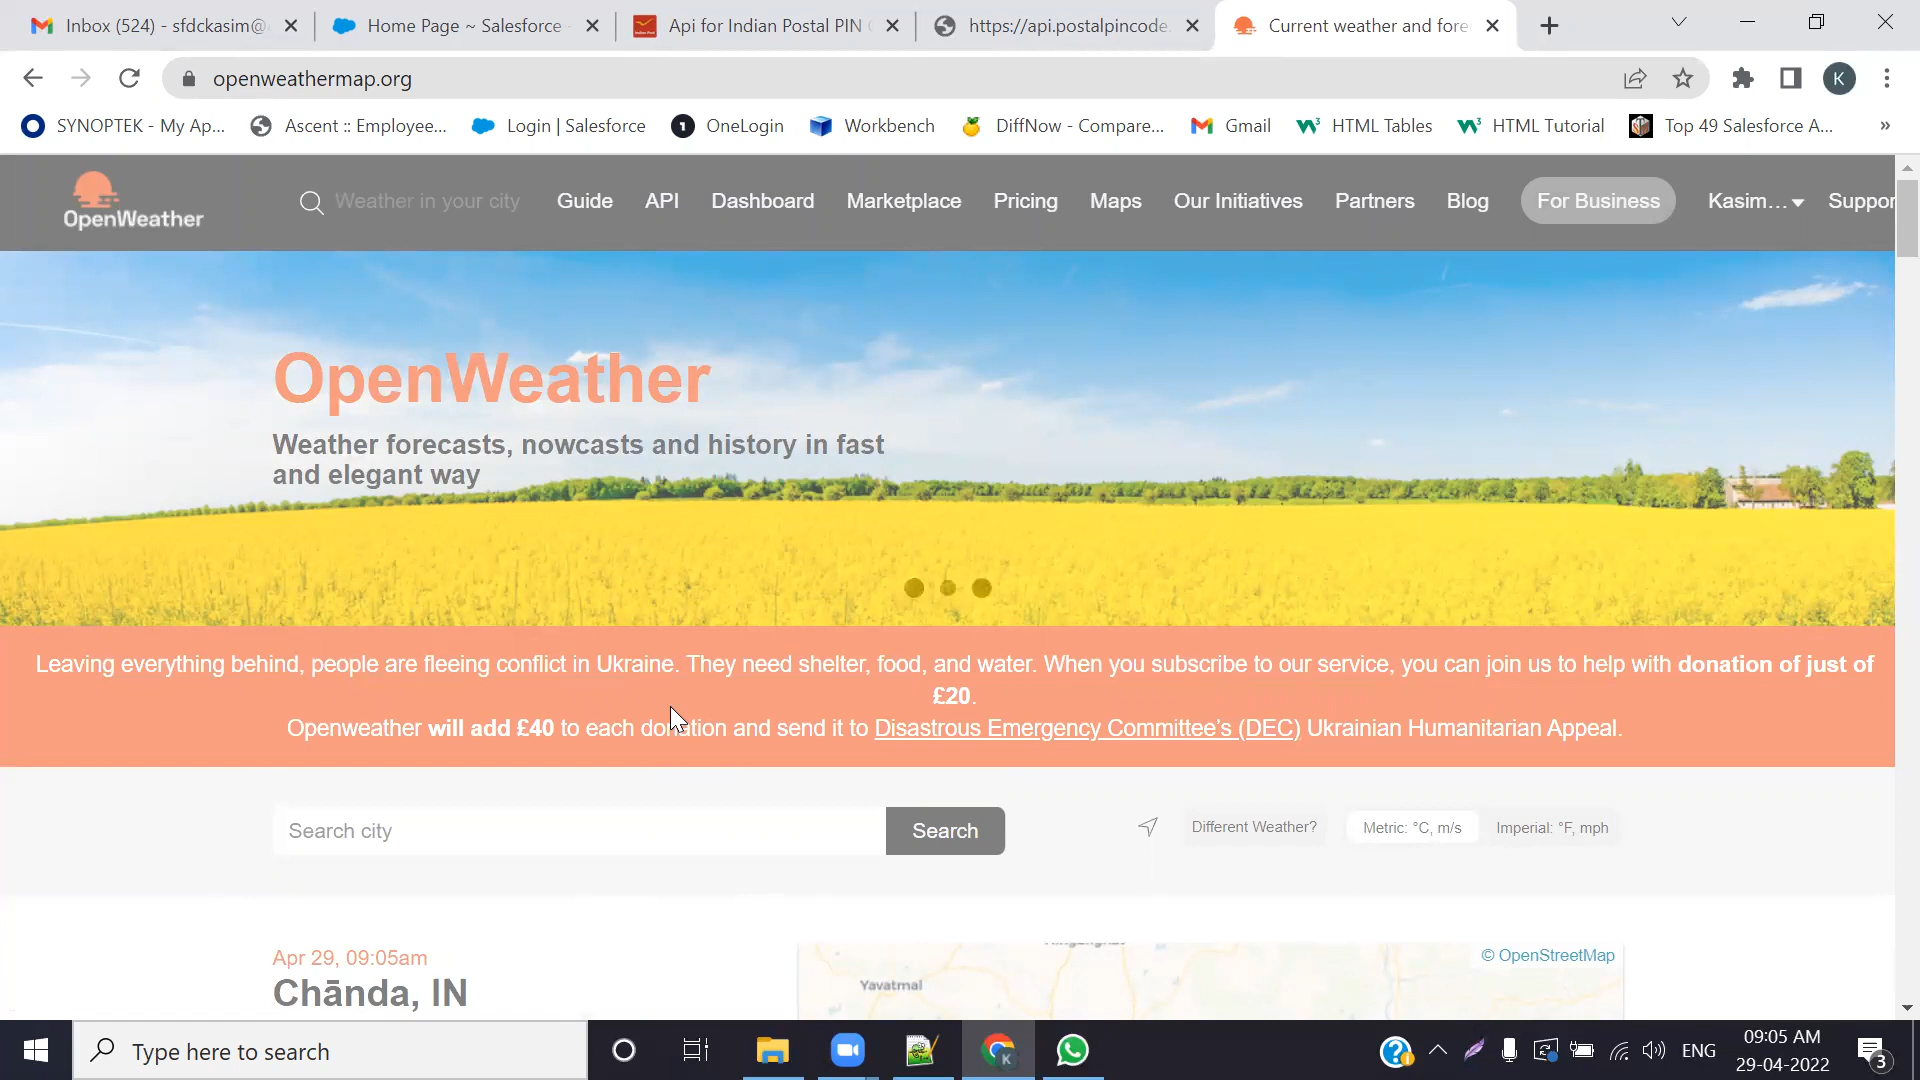 Inbox (524) - sfdckasim@
Home Page ~ Salesforce -
Api for Indian Postal PIN
https://api.postalpincode.
Current weather and fore
openweathermap.org
K
SYNOPTEK - My Ap...
Ascent :: Employee...
Login | Salesforce
OneLogin
Workbench
DiffNow - Compare...
Gmail
HTML Tables
HTML Tutorial
Top 49 Salesforce A...
»
OpenWeather
Weather in your city
Guide
API
Dashboard
Marketplace
Pricing
Maps
Our Initiatives
Partners
Blog
For Business
Kasim...
Suppor
OpenWeather
Weather forecasts, nowcasts and history in fast
and elegant way
Leaving everything behind, people are fleeing conflict in Ukraine. They need shelter, food, and water. When you subscribe to our service, you can join us to help with donation of just of
£20.
Openweather will add £40 to each donation and send it to Disastrous Emergency Committee's (DEC) Ukrainian Humanitarian Appeal.
Search city
Search
Different Weather?
Metric: °C, m/s
Imperial: °F, mph
Apr 29, 09:05am
Chānda, IN
© OpenStreetMap
Yavatmal
Type here to search
ENG
09:05 AM
29-04-2022
3